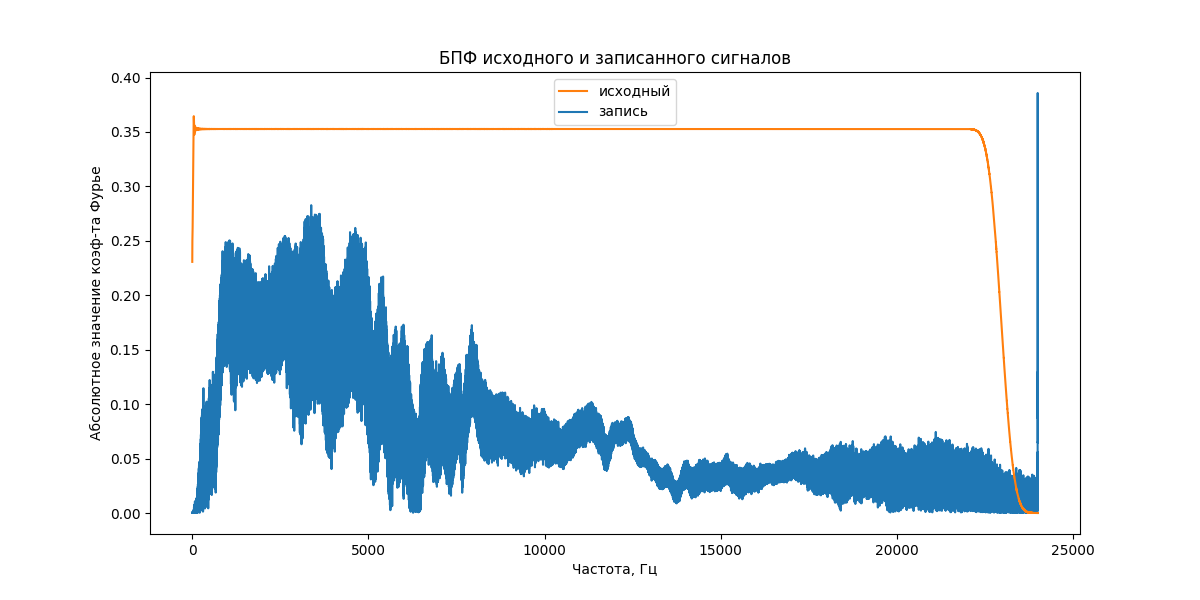 БПФ исходного и записанного сигналов
исходный
запись
0.40
0.35
0.30
0.25
0.20
0.15
0.10
0.05
0.00
Абсолютное значение коэф-та Фурье
0 5000 10000 15000 20000 25000
Частота, Гц